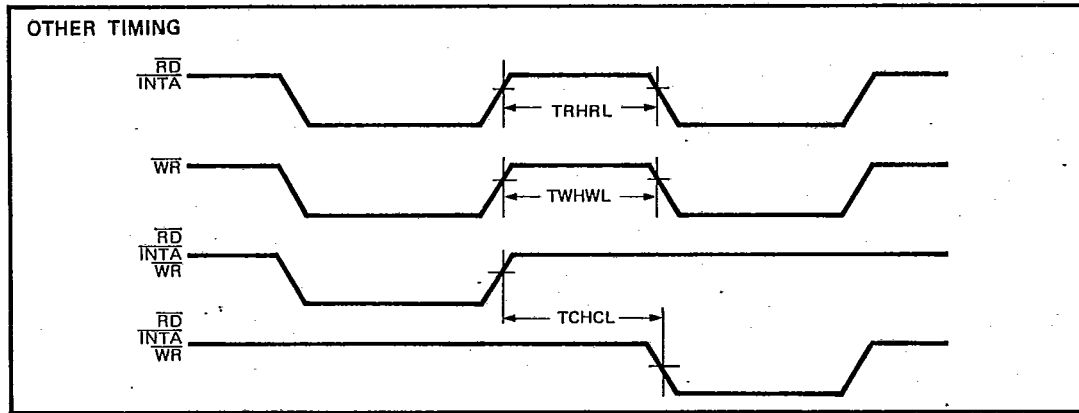 OTHER TIMING
RD
INTA
TRHRL
WR
TWHWL
RD
INTA
WR
TCHCL
RD
INTA
WR